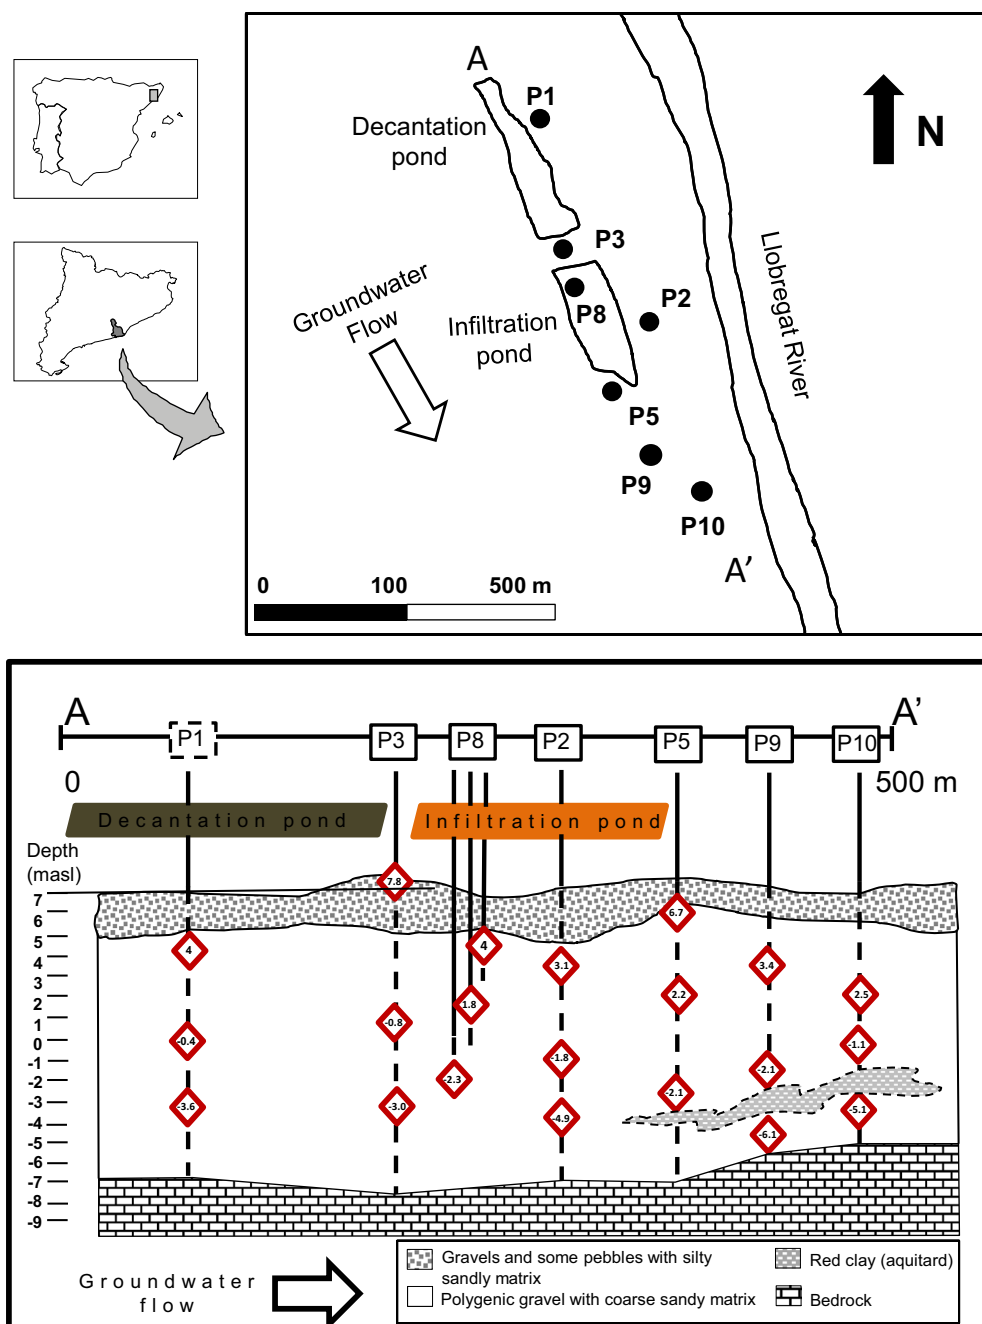 A
P1
Decantation
pond
N
P3
Groundwater
Flow
P8
P2
Infiltration
pond
Llobregat River
P5
P9
P10
A'
0 100 500 m
A A'
P1 P3 P8 P2 P5 P9 P10
0 500 m
Decantation pond Infiltration pond
Depth
(masl)
7
6
5
4
3
2
1
0
-1
-2
-3
-4
-5
-6
-7
-8
-9
7.8
6.7
4
4
3.1
3.4
2.2
2.5
1.8
-0.8
-0.4
-1.1
-1.8
-2.1
-2.3
-2.1
-3.6
-3.0
-4.9
-5.1
-6.1
Groundwater
flow
Gravels and some pebbles with silty
sandly matrix
Red clay (aquitard)
Polygenic gravel with coarse sandy matrix
Bedrock